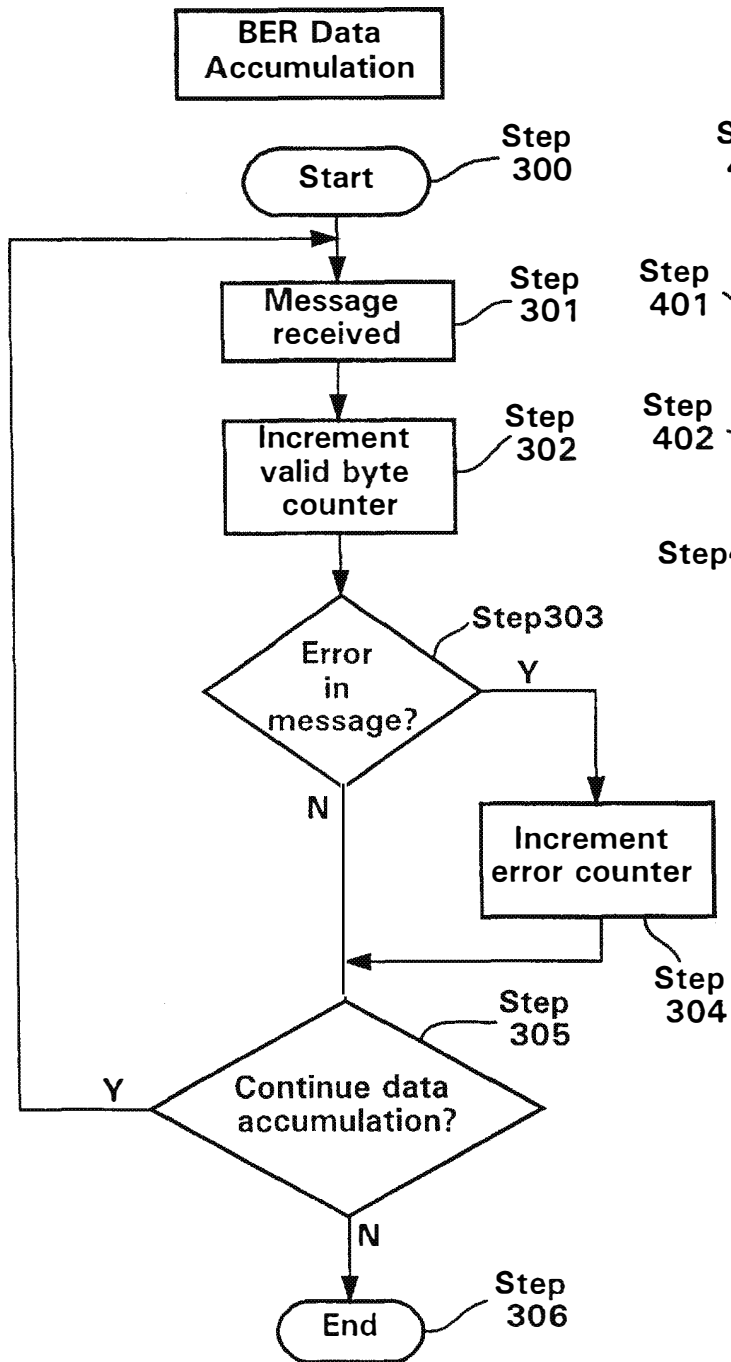 BER Data
Accumulation
Step
300
Start
Step
301
Message
received
Step
401
Step
302
Increment
valid byte
counter
Step
402
Step303
Error
in
message?
Y
N
Increment
error counter
Step
304
Step
305
Continue data
accumulation?
Y
N
Step
306
End